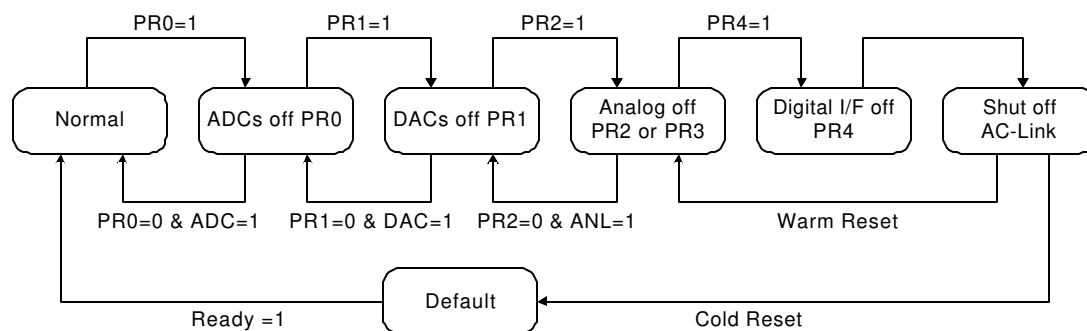 PR0=1
PR1=1
PR2=1
PR4=1
Normal
ADCs off PR0
DACs off PR1
Analog off
PR2 or PR3
Digital I/F off
PR4
Shut off
AC-Link
PR0=0 & ADC=1
PR1=0 & DAC=1
PR2=0 & ANL=1
Warm Reset
Default
Ready =1
Cold Reset